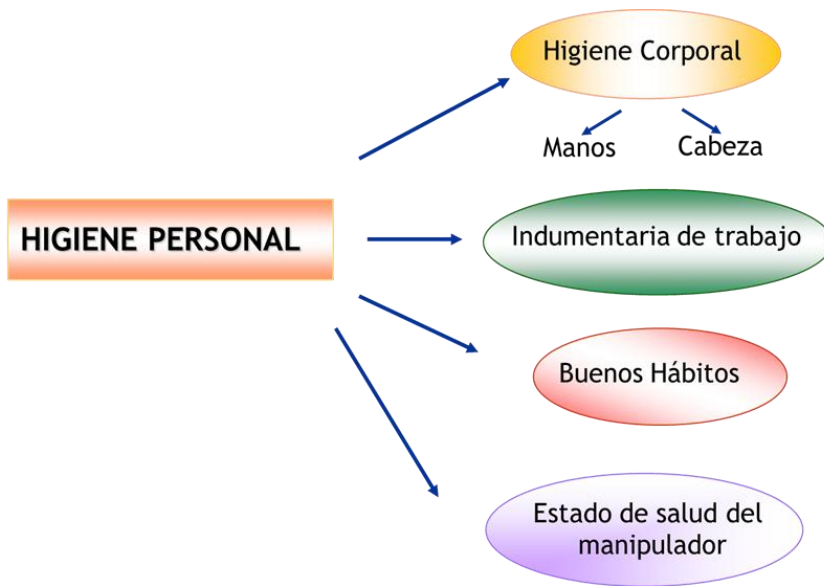 Higiene Corporal
Manos
Cabeza
HIGIENE PERSONAL
Indumentaria de trabajo
Buenos Hábitos
Estado de salud del
manipulador